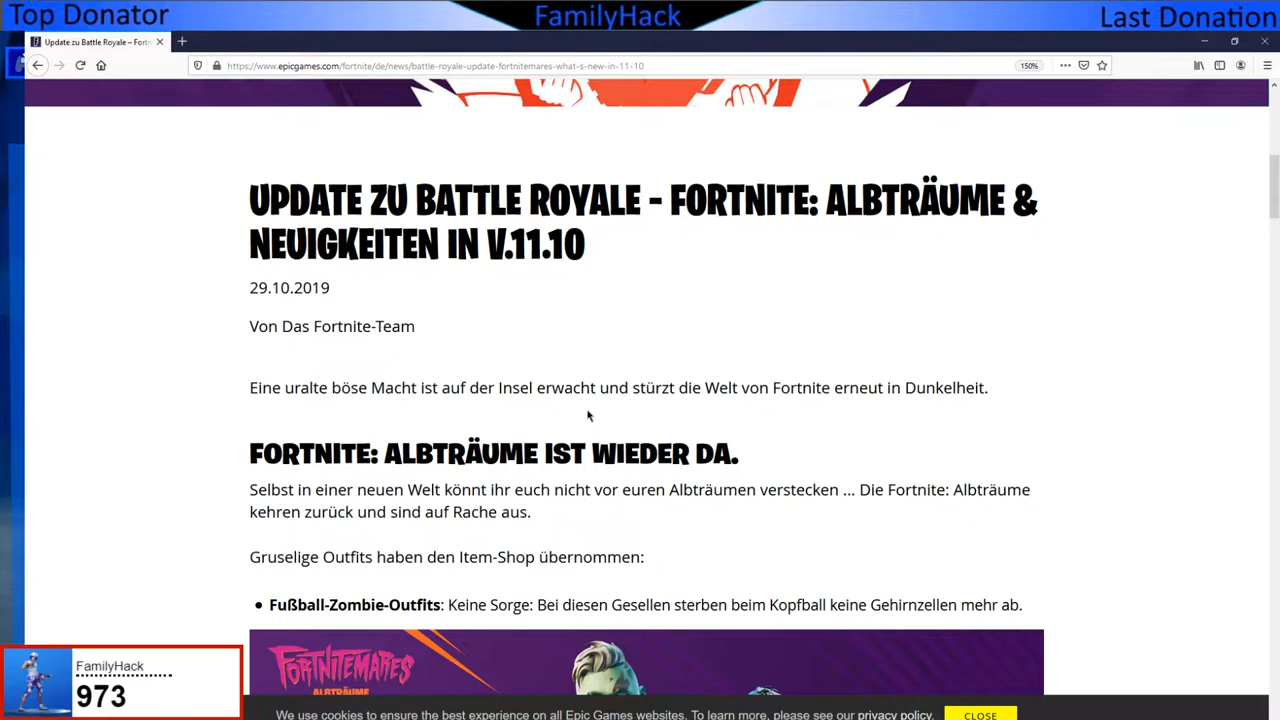 Top Donator
FamilyHack
Last Donation
Update zu Battle Royale – Fortn
https://www.epicgames.com/fortnite/de/news/battle-royale-update-fortnitemares-what-s-new-in-11-10
150%
UPDATE ZU BATTLE ROYALE – FORTNITE: ALBTRÄUME &
NEUIGKEITEN IN V.11.10
29.10.2019
Von Das Fortnite-Team
Eine uralte böse Macht ist auf der Insel erwacht und stürzt die Welt von Fortnite erneut in Dunkelheit.
FORTNITE: ALBTRÄUME IST WIEDER DA.
Selbst in einer neuen Welt könnt ihr euch nicht vor euren Albträumen verstecken ... Die Fortnite: Albträume
kehren zurück und sind auf Rache aus.
Gruselige Outfits haben den Item-Shop übernommen:
• Fußball-Zombie-Outfits: Keine Sorge: Bei diesen Gesellen sterben beim Kopfball keine Gehirnzellen mehr ab.
FORTNITEMARES
ALBTRÄUME
FamilyHack
973
We use cookies to ensure the best experience on all Epic Games websites. To learn more, please see our privacy policy.
CLOSE